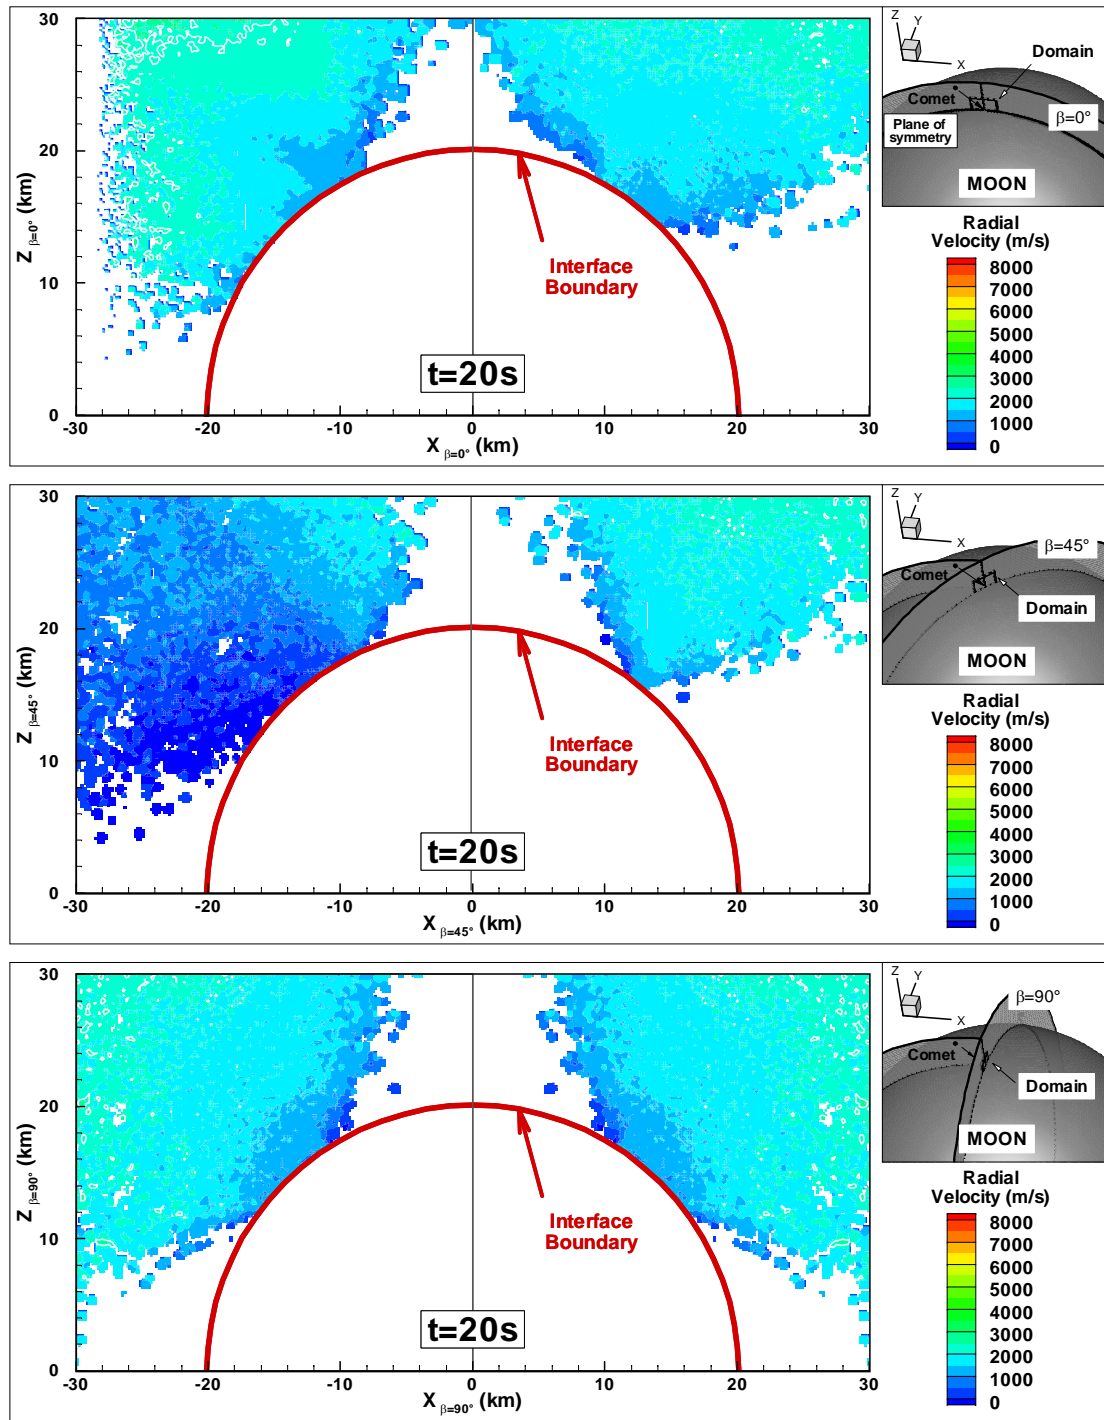 30
20
10
0
Z β=0° (km)
-30
-20
-10
0
10
20
30
X β=0° (km)
Interface
Boundary
t=20s
Z
Y
X
Domain
Comet
β=0°
Plane of
symmetry
MOON
Radial
Velocity (m/s)
8000
7000
6000
5000
4000
3000
2000
1000
0
30
20
10
0
Z β=45° (km)
-30
-20
-10
0
10
20
30
X β=45° (km)
Interface
Boundary
t=20s
Z
Y
X
β=45°
Comet
Domain
MOON
Radial
Velocity (m/s)
8000
7000
6000
5000
4000
3000
2000
1000
0
30
20
10
0
Z β=90° (km)
-30
-20
-10
0
10
20
30
X β=90° (km)
Interface
Boundary
t=20s
Z
Y
X
β=90°
Comet
Domain
MOON
Radial
Velocity (m/s)
8000
7000
6000
5000
4000
3000
2000
1000
0